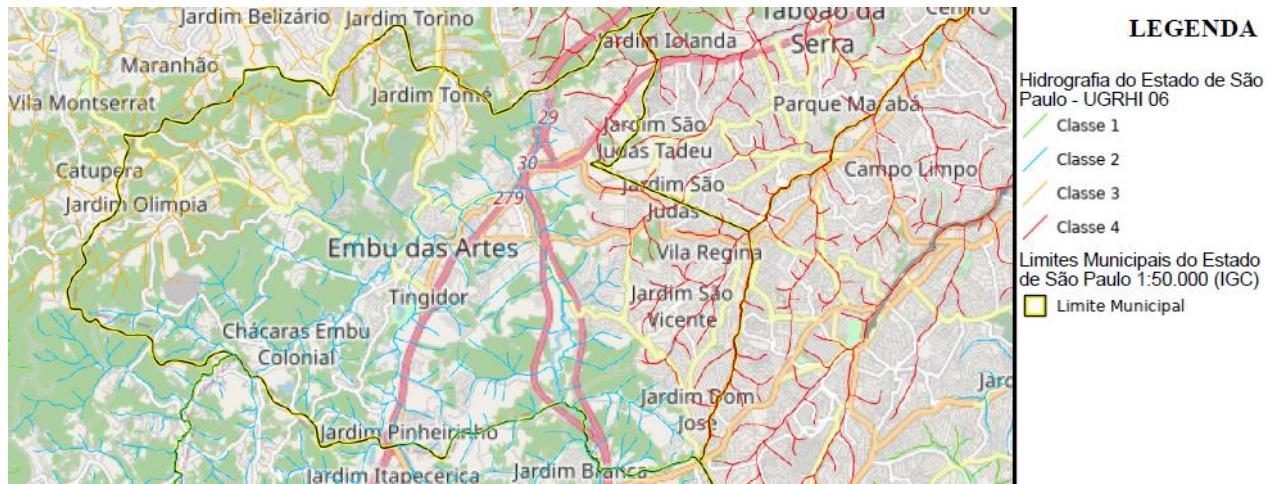 Jardim Belizário
Jardim Torino
Taboão da
Serra
Centro
Jardim Iolanda
Maranhão
Vila Montserrat
Jardim Tomé
Parque Marabá
29
Jardim São
Judas Tadeu
30
Catupera
Campo Limpo
Jardim São
Judas
279
Jardim Olimpia
Embu das Artes
Vila Regina
Tingidor
Jardim São
Vicente
Chácaras Embu
Colonial
Jardim Dom
José
Jardim Pinheirinho
Jardim Itapecerica
Jardim Branca
LEGENDA
Hidrografia do Estado de São
Paulo - UGRHI 06
Classe 1
Classe 2
Classe 3
Classe 4
Limites Municipais do Estado
de São Paulo 1:50.000 (IGC)
Limite Municipal